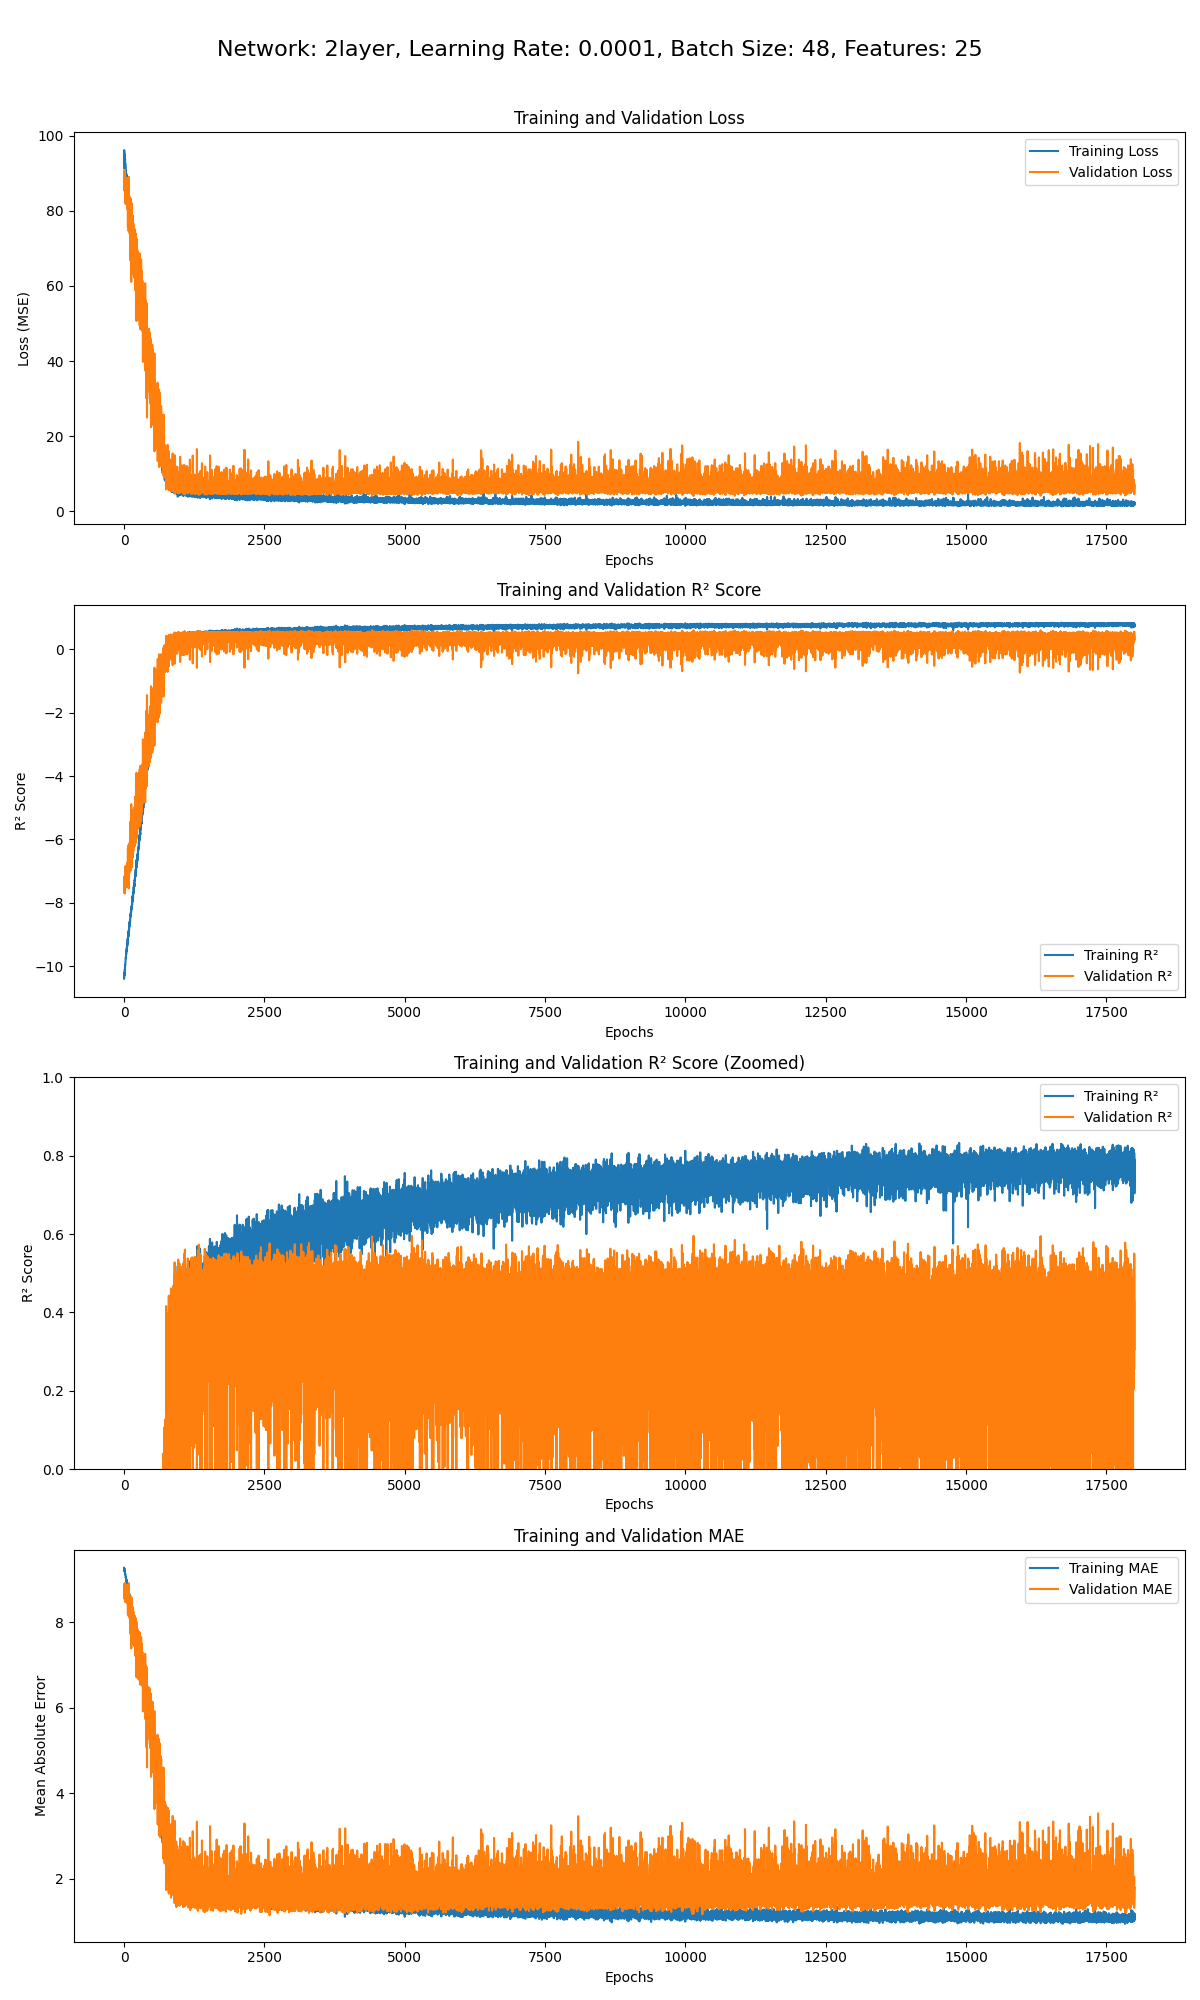 Network: 2layer, Learning Rate: 0.0001, Batch Size: 48, Features: 25
Training and Validation Loss
100
80
60
40
20
0
Loss (MSE)
Training Loss
Validation Loss
0 2500 5000 7500 10000 12500 15000 17500
Epochs
Training and Validation R² Score
0
−2
−4
−6
−8
−10
R² Score
Training R²
Validation R²
0 2500 5000 7500 10000 12500 15000 17500
Epochs
Training and Validation R² Score (Zoomed)
1.0
0.8
0.6
0.4
0.2
0.0
R² Score
Training R²
Validation R²
0 2500 5000 7500 10000 12500 15000 17500
Epochs
Training and Validation MAE
8
6
4
2
Mean Absolute Error
Training MAE
Validation MAE
0 2500 5000 7500 10000 12500 15000 17500
Epochs